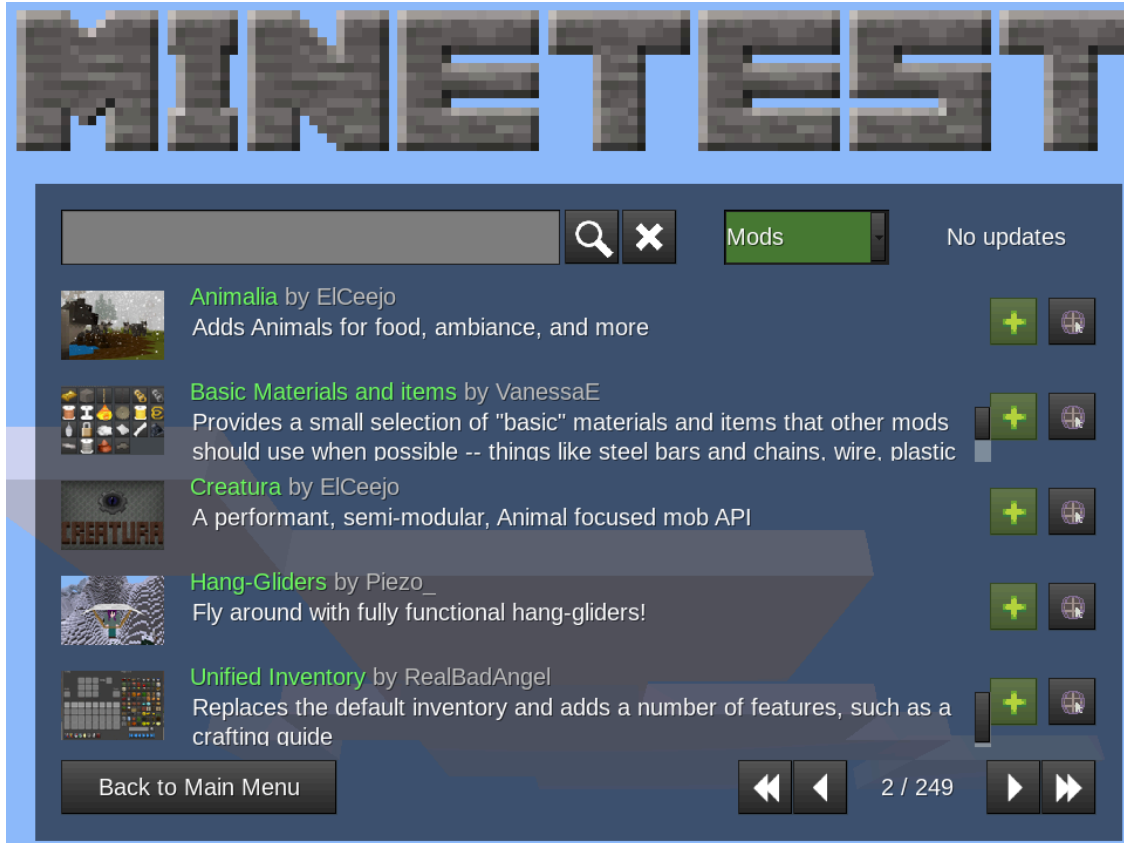 MINETEST
Mods
No updates
Animalia by ElCeejo
Adds Animals for food, ambiance, and more
Basic Materials and items by VanessaE
Provides a small selection of "basic" materials and items that other mods
should use when possible -- things like steel bars and chains, wire, plastic
CREATURA
Creatura by ElCeejo
A performant, semi-modular, Animal focused mob API
Hang-Gliders by Piezo_
Fly around with fully functional hang-gliders!
Unified Inventory by RealBadAngel
Replaces the default inventory and adds a number of features, such as a
crafting guide
Back to Main Menu
2 / 249